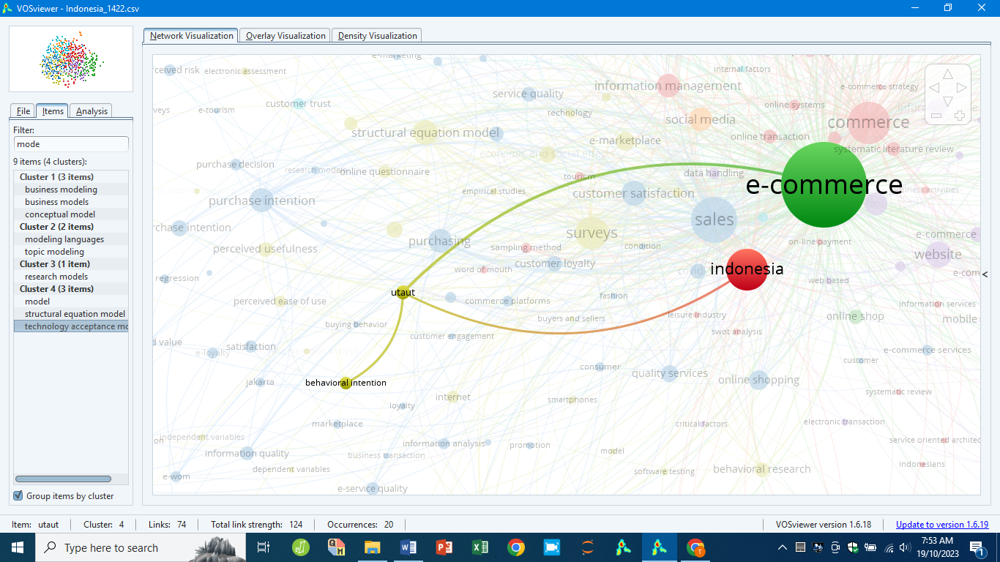 VOSviewer - Indonesia_1422.csv
File
Items
Analysis
Filter:
mode
9 items (4 clusters):
Cluster 1 (3 items)
business modeling
business models
conceptual model
Cluster 2 (2 items)
modeling languages
topic modeling
Cluster 3 (1 item)
research models
Cluster 4 (3 items)
model
structural equation model
technology acceptance mo
Group items by cluster
Network Visualization
Overlay Visualization
Density Visualization
e-marketing
ceived risk
electronic assessment
internal factors
information management
e-commerce strategy
service quality
customer trust
online systems
veys
e-tourism
technology
social media
commerce
structural equation model
e-marketplace
online transaction
systematic literature review
economic and social effects
purchase decision
research models
online questionnaire
tourism
data handling
e-commerce
empirical studies
customer satisfaction
business activities
purchase intention
sales
rchase intention
surveys
e-commerce
purchasing
on-line payment
perceived usefulness
sampling method
condition
website
customer loyalty
word of mouth
indonesia
covid-
e-com
regression
web based
utaut
fashion
perceived ease of use
commerce platforms
information services
buying behavior
buyers and sellers
leisure industry
online shop
mobile
customer engagement
swot analysis
d value
satisfaction
e-loyalty
e-commerce services
consumer
customer
jakarta
behavioral intention
quality services
online shopping
systematic review
internet
smartphones
loyalty
marketplace
critical factors
electronic transaction
independent variables
on
information analysis
promotion
service oriented architec
information quality
business transaction
model
indonesians
dependent variables
software testing
behavioral research
e-wom
e-service quality
<
Item: utaut
Cluster: 4
Links: 74
Total link strength: 124
Occurrences: 20
VOSviewer version 1.6.18
Update to version 1.6.19
Type here to search
7:53 AM
19/10/2023
1